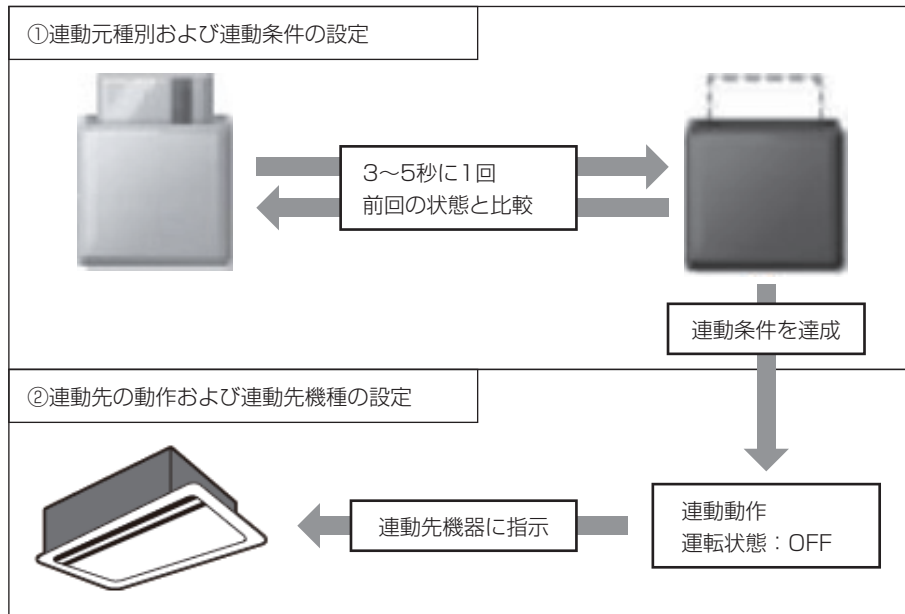 ①連動元種別および連動条件の設定
3～5秒に1回
前回の状態と比較
連動条件を達成
②連動先の動作および連動先機種の設定
連動先機器に指示
連動動作
運転状態：OFF